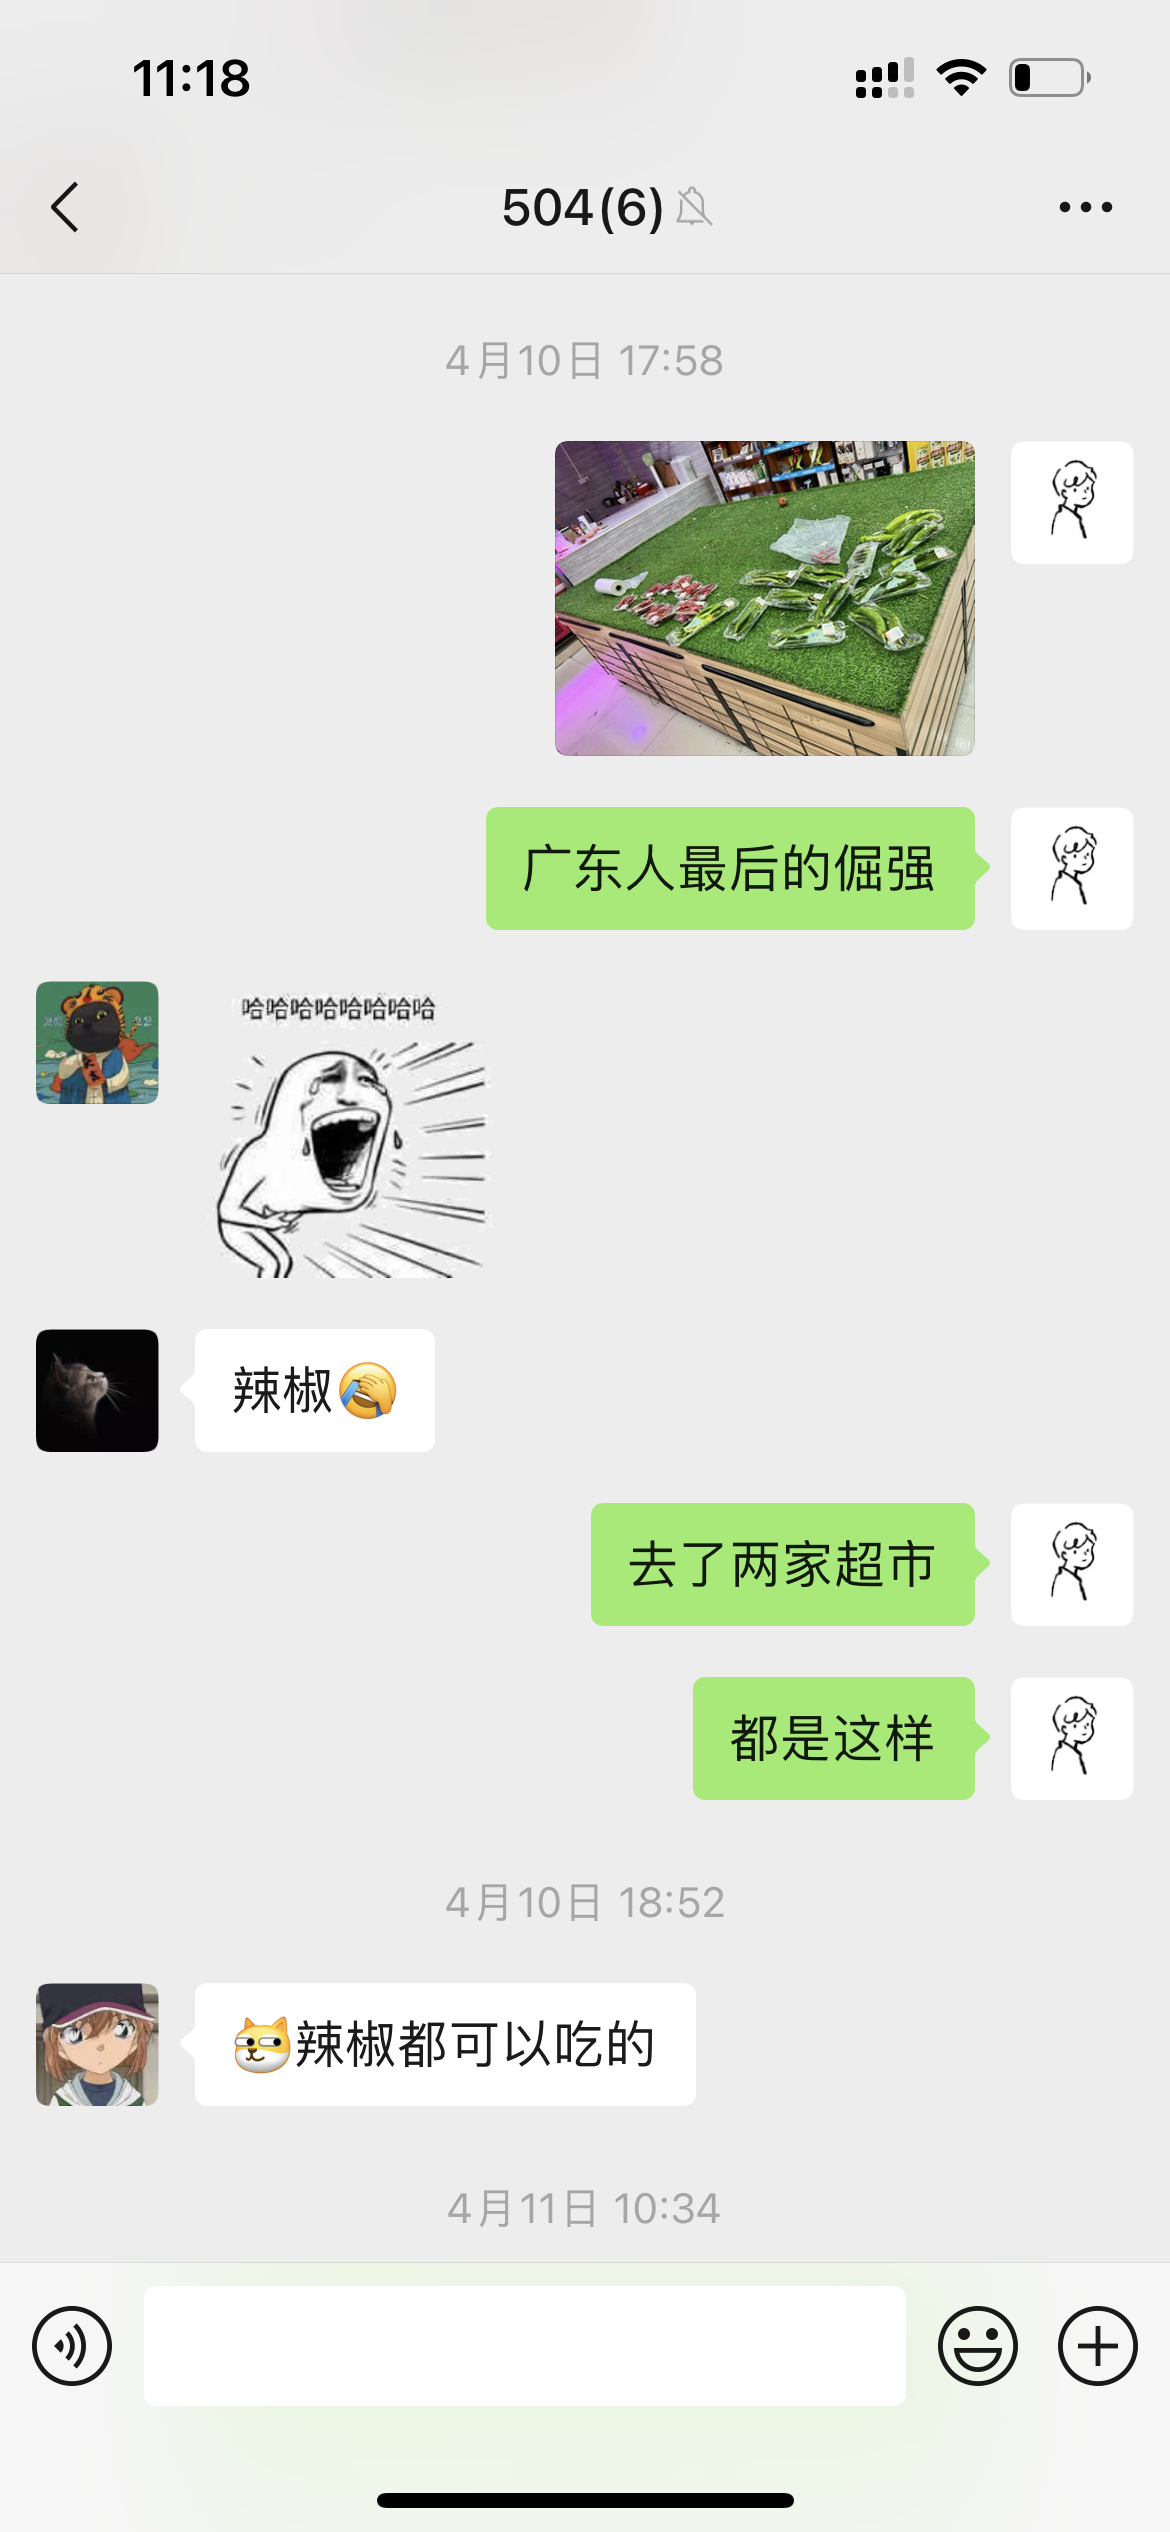 11:18
504(6)
4月10日 17:58
广东人最后的倔强
哈哈哈哈哈哈哈哈
辣椒
去了两家超市
都是这样
4月10日 18:52
辣椒都可以吃的
4月11日 10:34